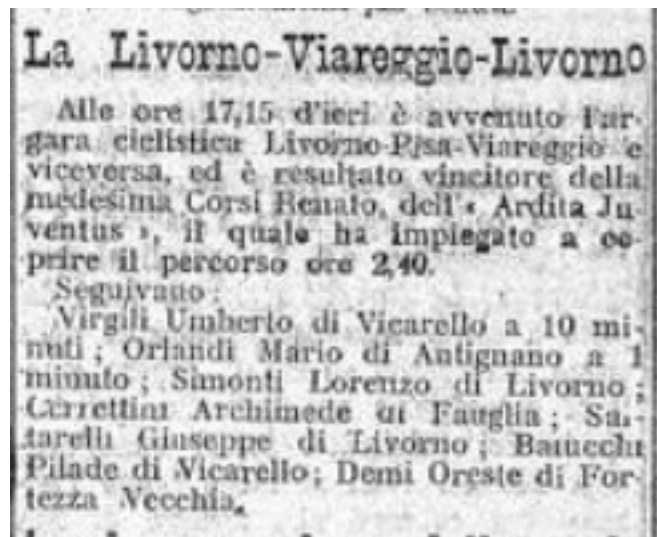 La Livorno-Viareggio-Livorno
Alle ore 17,15 d'ieri è avvenuto l'ar-
gara ciclistica Livorno-Pisa-Viareggio e
viceversa, ed è resultato vincitore della
medesima Corsi Renato, dell'« Ardita Ju-
ventus », il quale ha impiegato a co-
prire il percorso ore 2,40.
Seguivano:
Virgili Umberto di Vicarello a 10 mi-
nuti; Orlandi Mario di Antignano a 1
minuto; Simonti Lorenzo di Livorno;
Cerrettini Archimede di Fauglia;
Giuseppe di Livorno; Batucchi
Pilade di Vicarello; Demi Oreste di For-
tezza Vecchia.